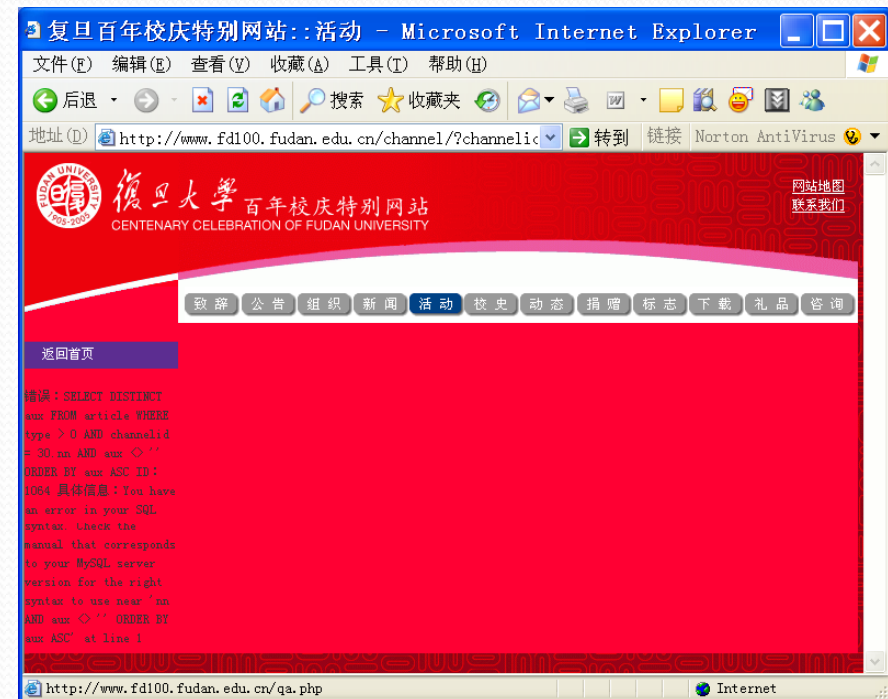 复旦百年校庆特别网站::活动 - Microsoft Internet Explorer
文件(F) 编辑(E) 查看(V) 收藏(A) 工具(T) 帮助(H)
后退 搜索 收藏夹
地址(D) http://www.fd100.fudan.edu.cn/channel/?channelic 转到 链接 Norton AntiVirus
FUDAN UNIVERSITY
1905-2005
復旦大學 百年校庆特别网站
CENTENARY CELEBRATION OF FUDAN UNIVERSITY
网站地图
联系我们
致辞 公告 组织 新闻 活动 校史 动态 捐赠 标志 下载 礼品 咨询
返回首页
错误：SELECT DISTINCT
aux FROM article WHERE
type > 0 AND channelid
= 30.nn AND aux <> ''
ORDER BY aux ASC ID：
1064 具体信息：You have
an error in your SQL
syntax. Check the
manual that corresponds
to your MySQL server
version for the right
syntax to use near 'nn
AND aux <> '' ORDER BY
aux ASC' at line 1
http://www.fd100.fudan.edu.cn/qa.php Internet